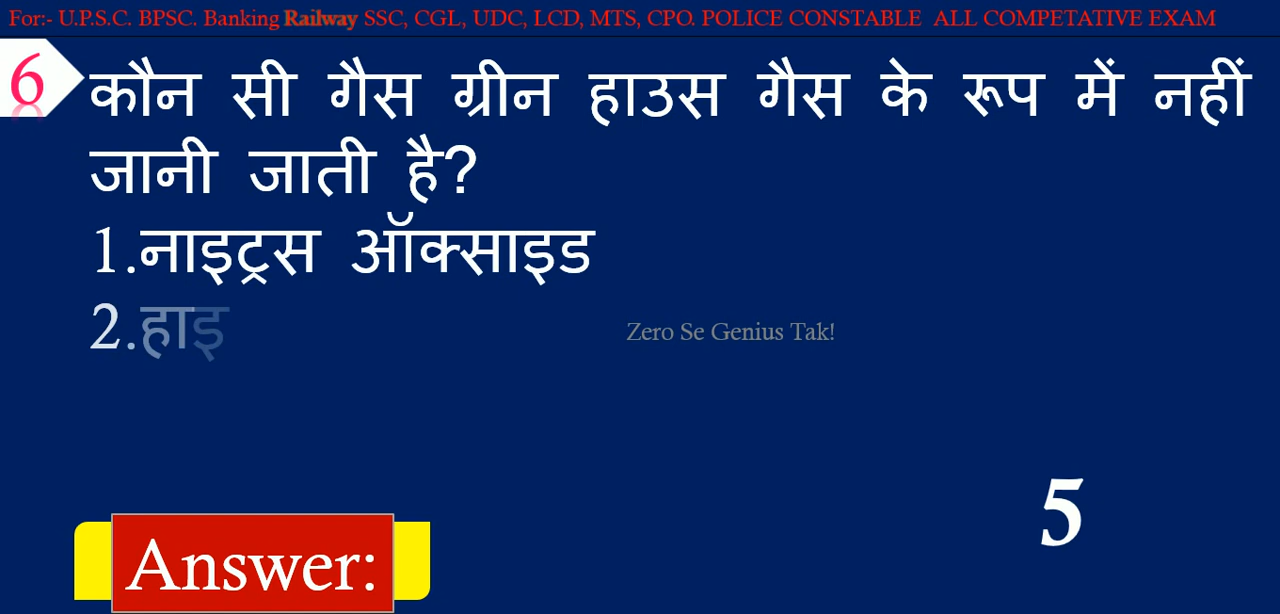 For:- U.P.S.C. BPSC. Banking Railway SSC, CGL, UDC, LCD, MTS, CPO. POLICE CONSTABLE ALL COMPETATIVE EXAM
6
कौन सी गैस ग्रीन हाउस गैस के रूप में नहीं
जानी जाती है?
1.नाइट्रस ऑक्साइड
2.हाइ
Zero Se Genius Tak!
5
Answer: